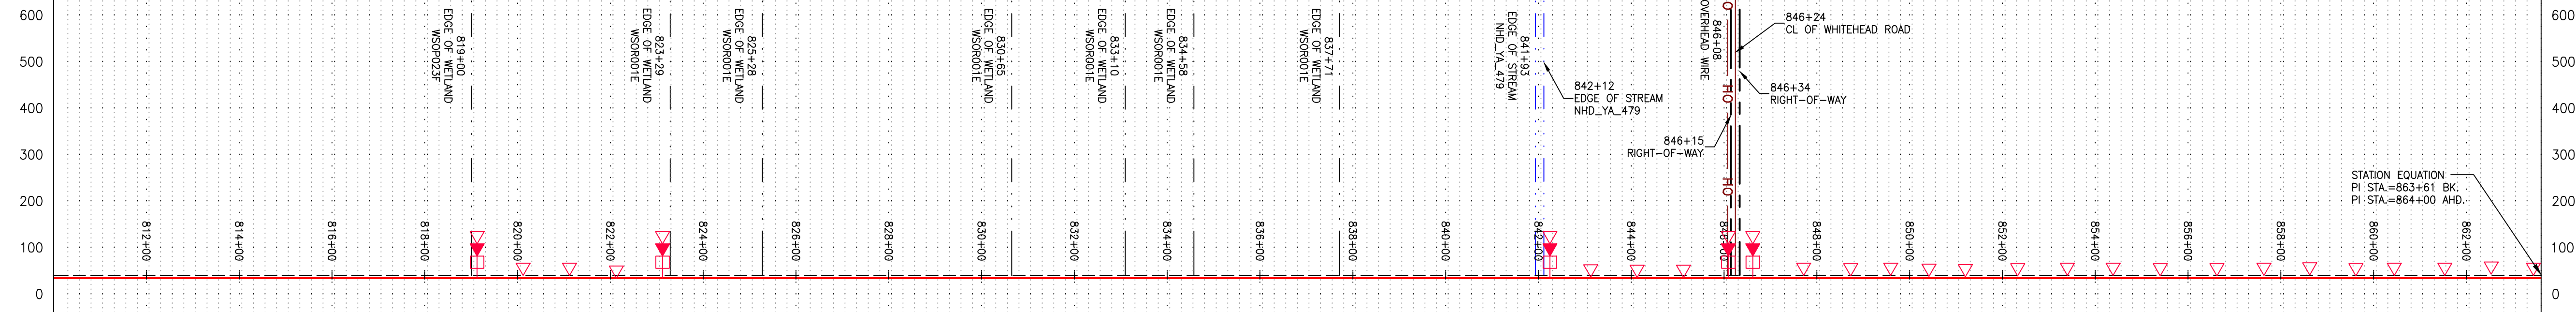 600
500
400
300
200
100
0
819+00
EDGE OF WETLAND
WSOP023F
823+29
EDGE OF WETLAND
WSOR001E
825+28
EDGE OF WETLAND
WSOR001E
830+65
EDGE OF WETLAND
WSOR001E
833+10
EDGE OF WETLAND
WSOR001E
834+58
EDGE OF WETLAND
WSOR001E
837+71
EDGE OF WETLAND
WSOR001E
841+93
EDGE OF STREAM
NHD_YA_479
842+12
EDGE OF STREAM
NHD_YA_479
846+08
OVERHEAD WIRE
846+15
RIGHT-OF-WAY
HO
HO
846+24
CL OF WHITEHEAD ROAD
846+34
RIGHT-OF-WAY
STATION EQUATION
PI STA.=863+61 BK.
PI STA.=864+00 AHD.
812+00
814+00
816+00
818+00
820+00
822+00
824+00
826+00
828+00
830+00
832+00
834+00
836+00
838+00
840+00
842+00
844+00
846+00
848+00
850+00
852+00
854+00
856+00
858+00
860+00
862+00
600
500
400
300
200
100
0